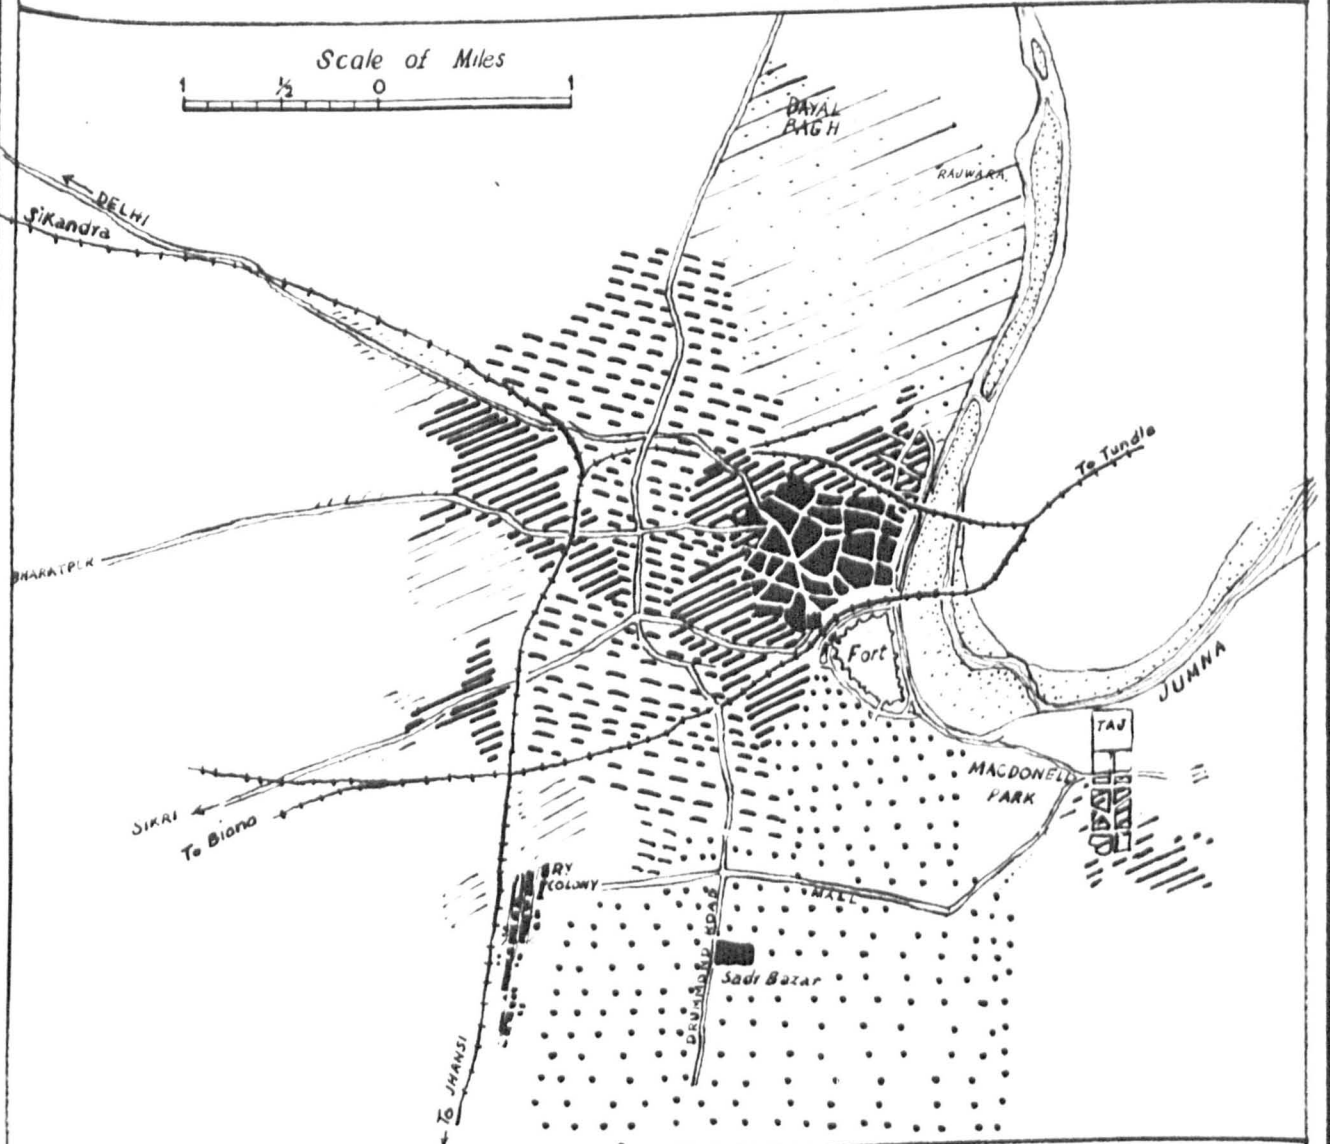 Scale of Miles
1 ½ 0 1
DAYAL
BAGH
RAJWARA
DELHI
Sikandra
To Tundla
BHARATPUR
Fort
JUMNA
TAJ
MACDONELL
PARK
SIKRI
To Biana
RY
COLONY
MALL
DRUMMOND ROAD
Sadr Bazar
To JHANSI